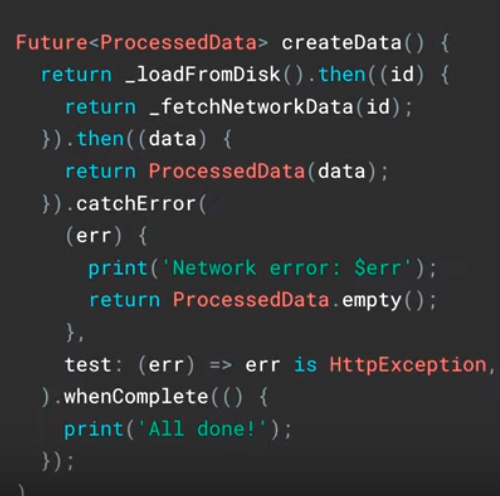 Future<ProcessedData> createData() {
  return _loadFromDisk().then((id) {
    return _fetchNetworkData(id);
  }).then((data) {
    return ProcessedData(data);
  }).catchError(
    (err) {
      print('Network error: $err');
      return ProcessedData.empty();
    },
    test: (err) => err is HttpException,
  ).whenComplete(() {
    print('All done!');
  });
}